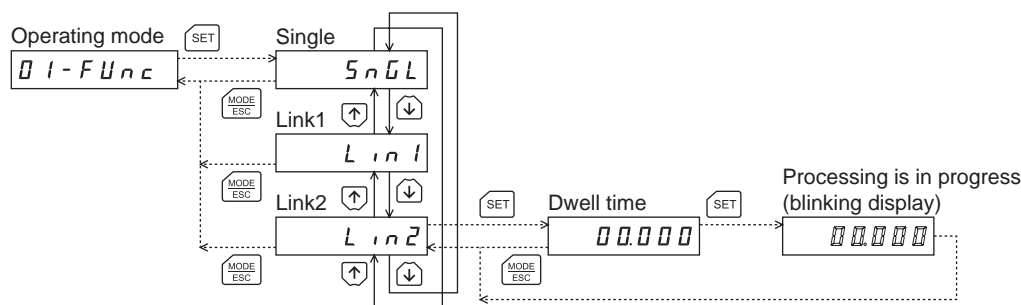 Operating mode
SET
Single
01-FUnc
SnGL
MODE
ESC
Link1
Lin1
MODE
ESC
Link2
SET
Dwell time
SET
Processing is in progress
(blinking display)
Lin2
00.000
00.000
MODE
ESC
MODE
ESC